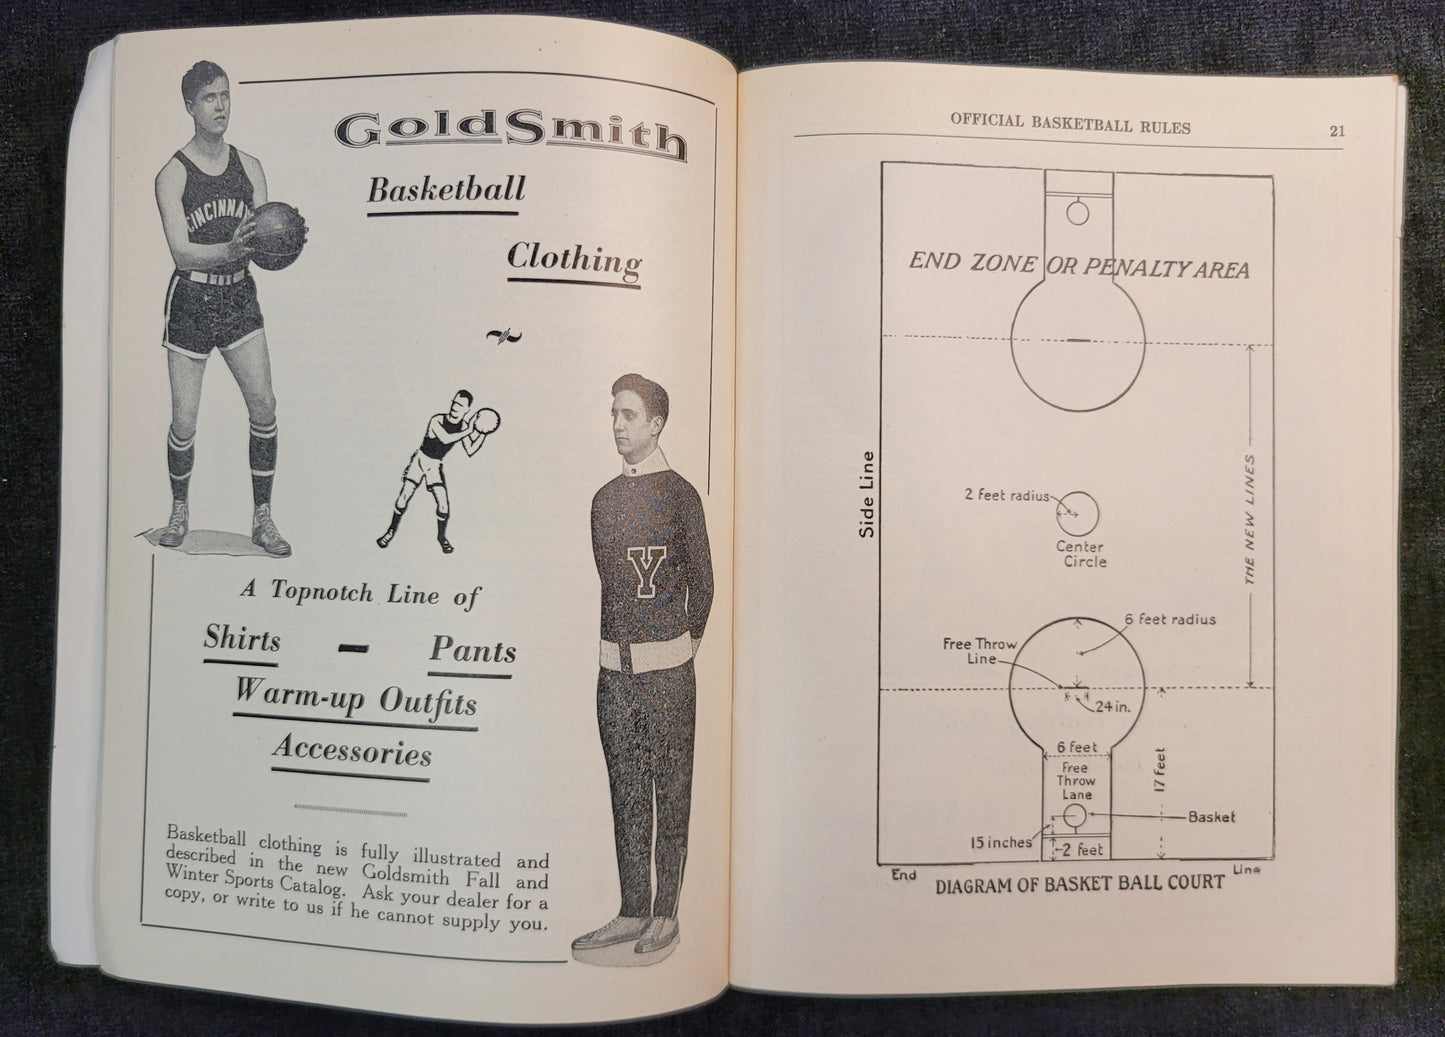 GoldSmith
Basketball
Clothing
CINCINNATI
Y
A Topnotch Line of
Shirts - Pants
Warm-up Outfits
Accessories
Basketball clothing is fully illustrated and
described in the new Goldsmith Fall and
Winter Sports Catalog. Ask your dealer for a
copy, or write to us if he cannot supply you.
OFFICIAL BASKETBALL RULES 21
END ZONE OR PENALTY AREA
Side Line
THE NEW LINES
2 feet radius
Center
Circle
6 feet radius
Free Throw
Line
24 in.
6 feet
Free
Throw
Lane
17 feet
Basket
15 inches
2 feet
End Line
DIAGRAM OF BASKET BALL COURT